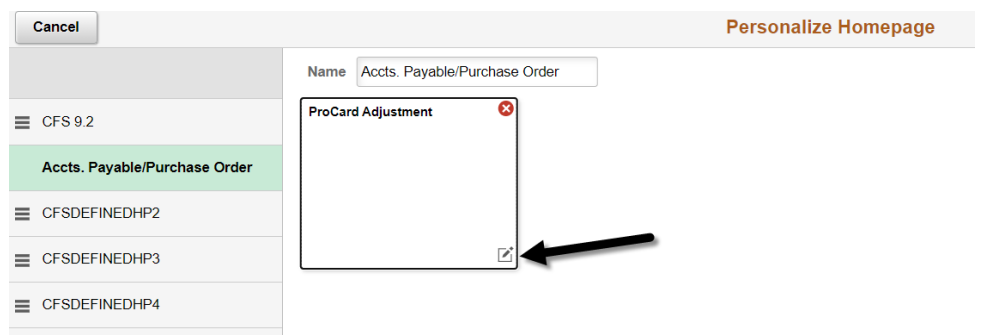 Cancel
Personalize Homepage
Name Accts. Payable/Purchase Order
ProCard Adjustment
CFS 9.2
Accts. Payable/Purchase Order
CFSDEFINEDHP2
CFSDEFINEDHP3
CFSDEFINEDHP4